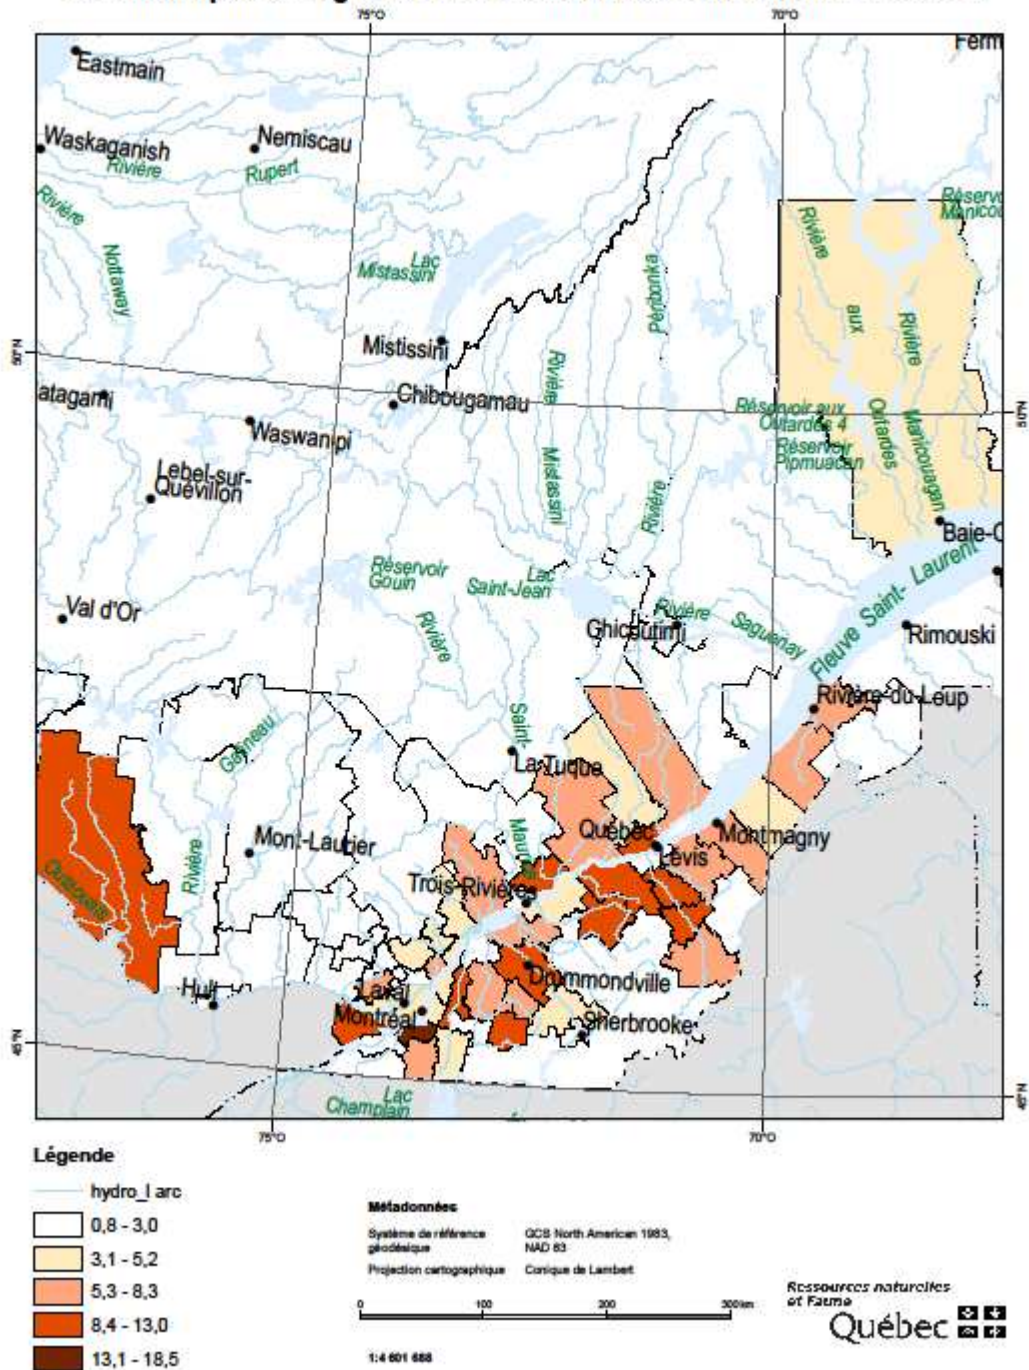 75°O
70°O
Ferm
Eastmain
Waskaganish
Nemiscau
Rivière
Rupert
Rivière
Nottaway
Réserv
Manicou
Rivière
Lac
Mistassini
Péribonka
aux
Rivière
Mistissini
50°N
Rivière
Chibougamau
atagami
Réservoir aux
Outardes 4
Outardes
50°N
Waswanipi
Réservoir
Pipmuacan
Manicouagan
Lebel-sur-
Quévillon
Mistassini
Rivière
Baie-C
Réservoir
Gouin
Lac
Saint-Jean
Fleuve Saint- Laurent
Val d'Or
Rivière
Rivière
Saguenay
Chicoutimi
Rimouski
Rivière-du-Loup
Gatineau
Saint-
La Tuque
Maurice
Québec
Montmagny
Mont-Laurier
Lévis
Rivière
Outaouais
Trois-Rivières
Drummondville
Hull
Laval
Montréal
Sherbrooke
45°N
Lac
Champlain
45°N
75°O
70°O
Légende
hydro_l arc
0,8 - 3,0
3,1 - 5,2
5,3 - 8,3
8,4 - 13,0
13,1 - 18,5
Métadonnées
Système de référence
géodésique
GCS North American 1983,
NAD 83
Projection cartographique
Conique de Lambert
0 100 200 300 km
1:4 601 688
Ressources naturelles
et Faune
Québec